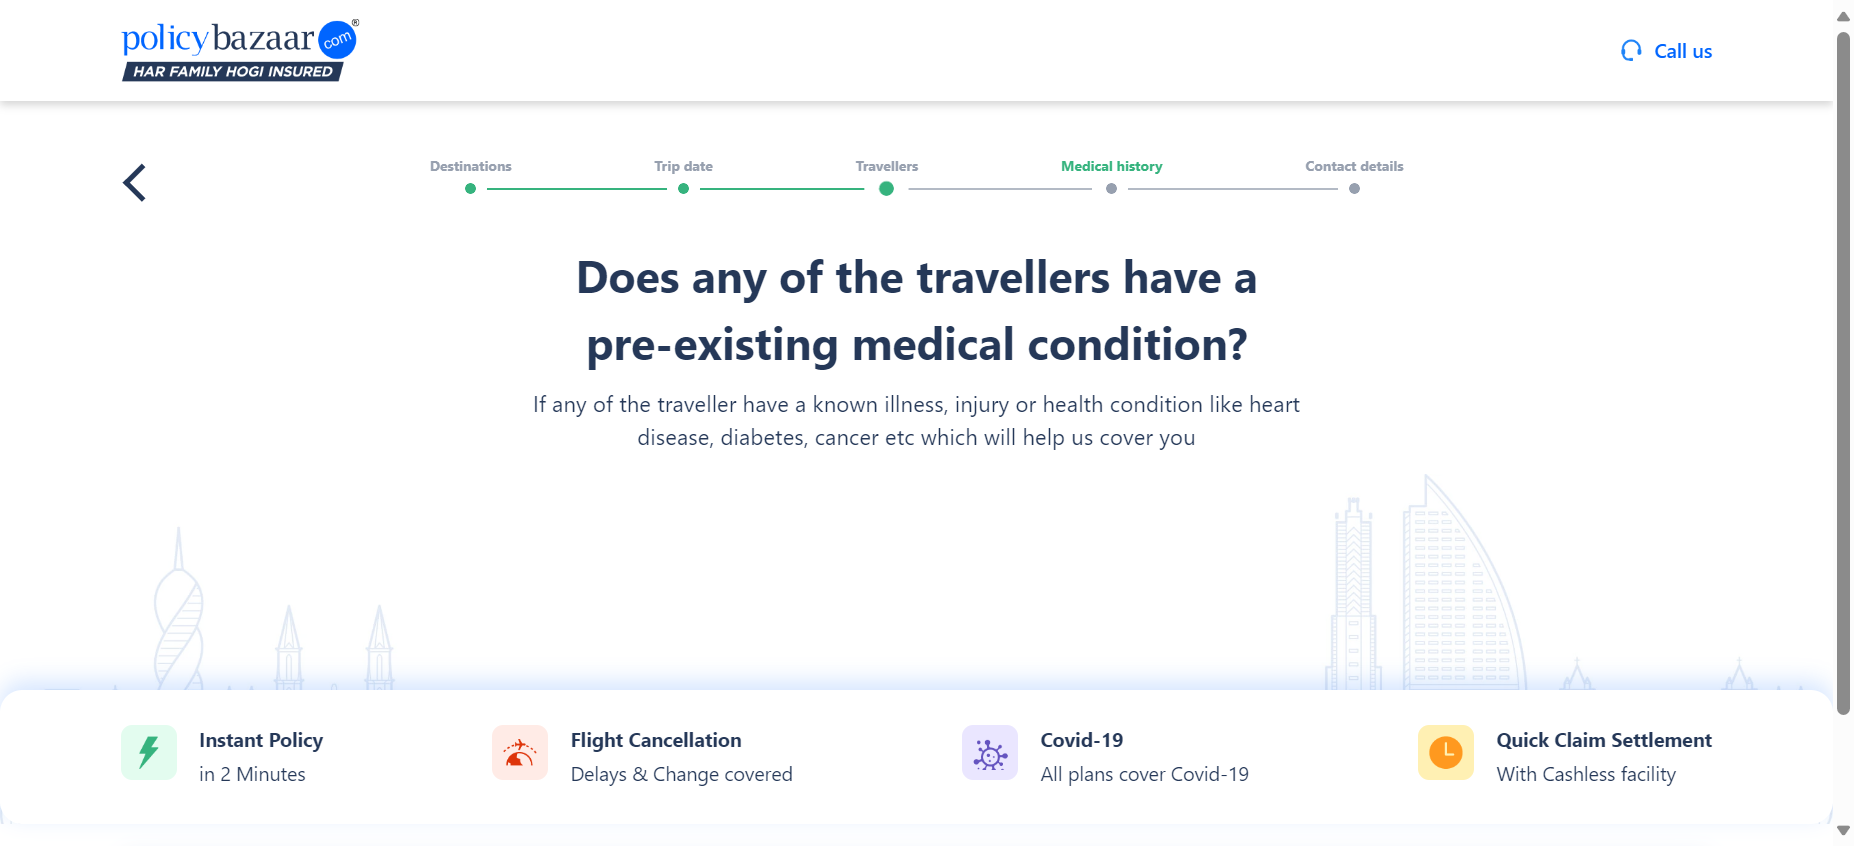 policybazaar com ®
HAR FAMILY HOGI INSURED
Call us
Destinations
Trip date
Travellers
Medical history
Contact details
Does any of the travellers have a
pre-existing medical condition?
If any of the traveller have a known illness, injury or health condition like heart
disease, diabetes, cancer etc which will help us cover you
Instant Policy
in 2 Minutes
Flight Cancellation
Delays & Change covered
Covid-19
All plans cover Covid-19
Quick Claim Settlement
With Cashless facility